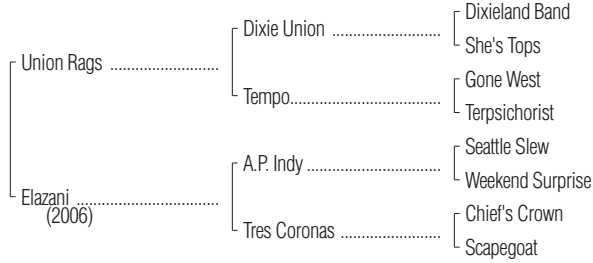 Dixieland Band
Dixie Union ........................
She's Tops
Union Rags ........................
Gone West
Tempo.................................
Terpsichorist
Seattle Slew
A.P. Indy .............................
Weekend Surprise
Elazani ...............................
(2006)
Chief's Crown
Tres Coronas ......................
Scapegoat